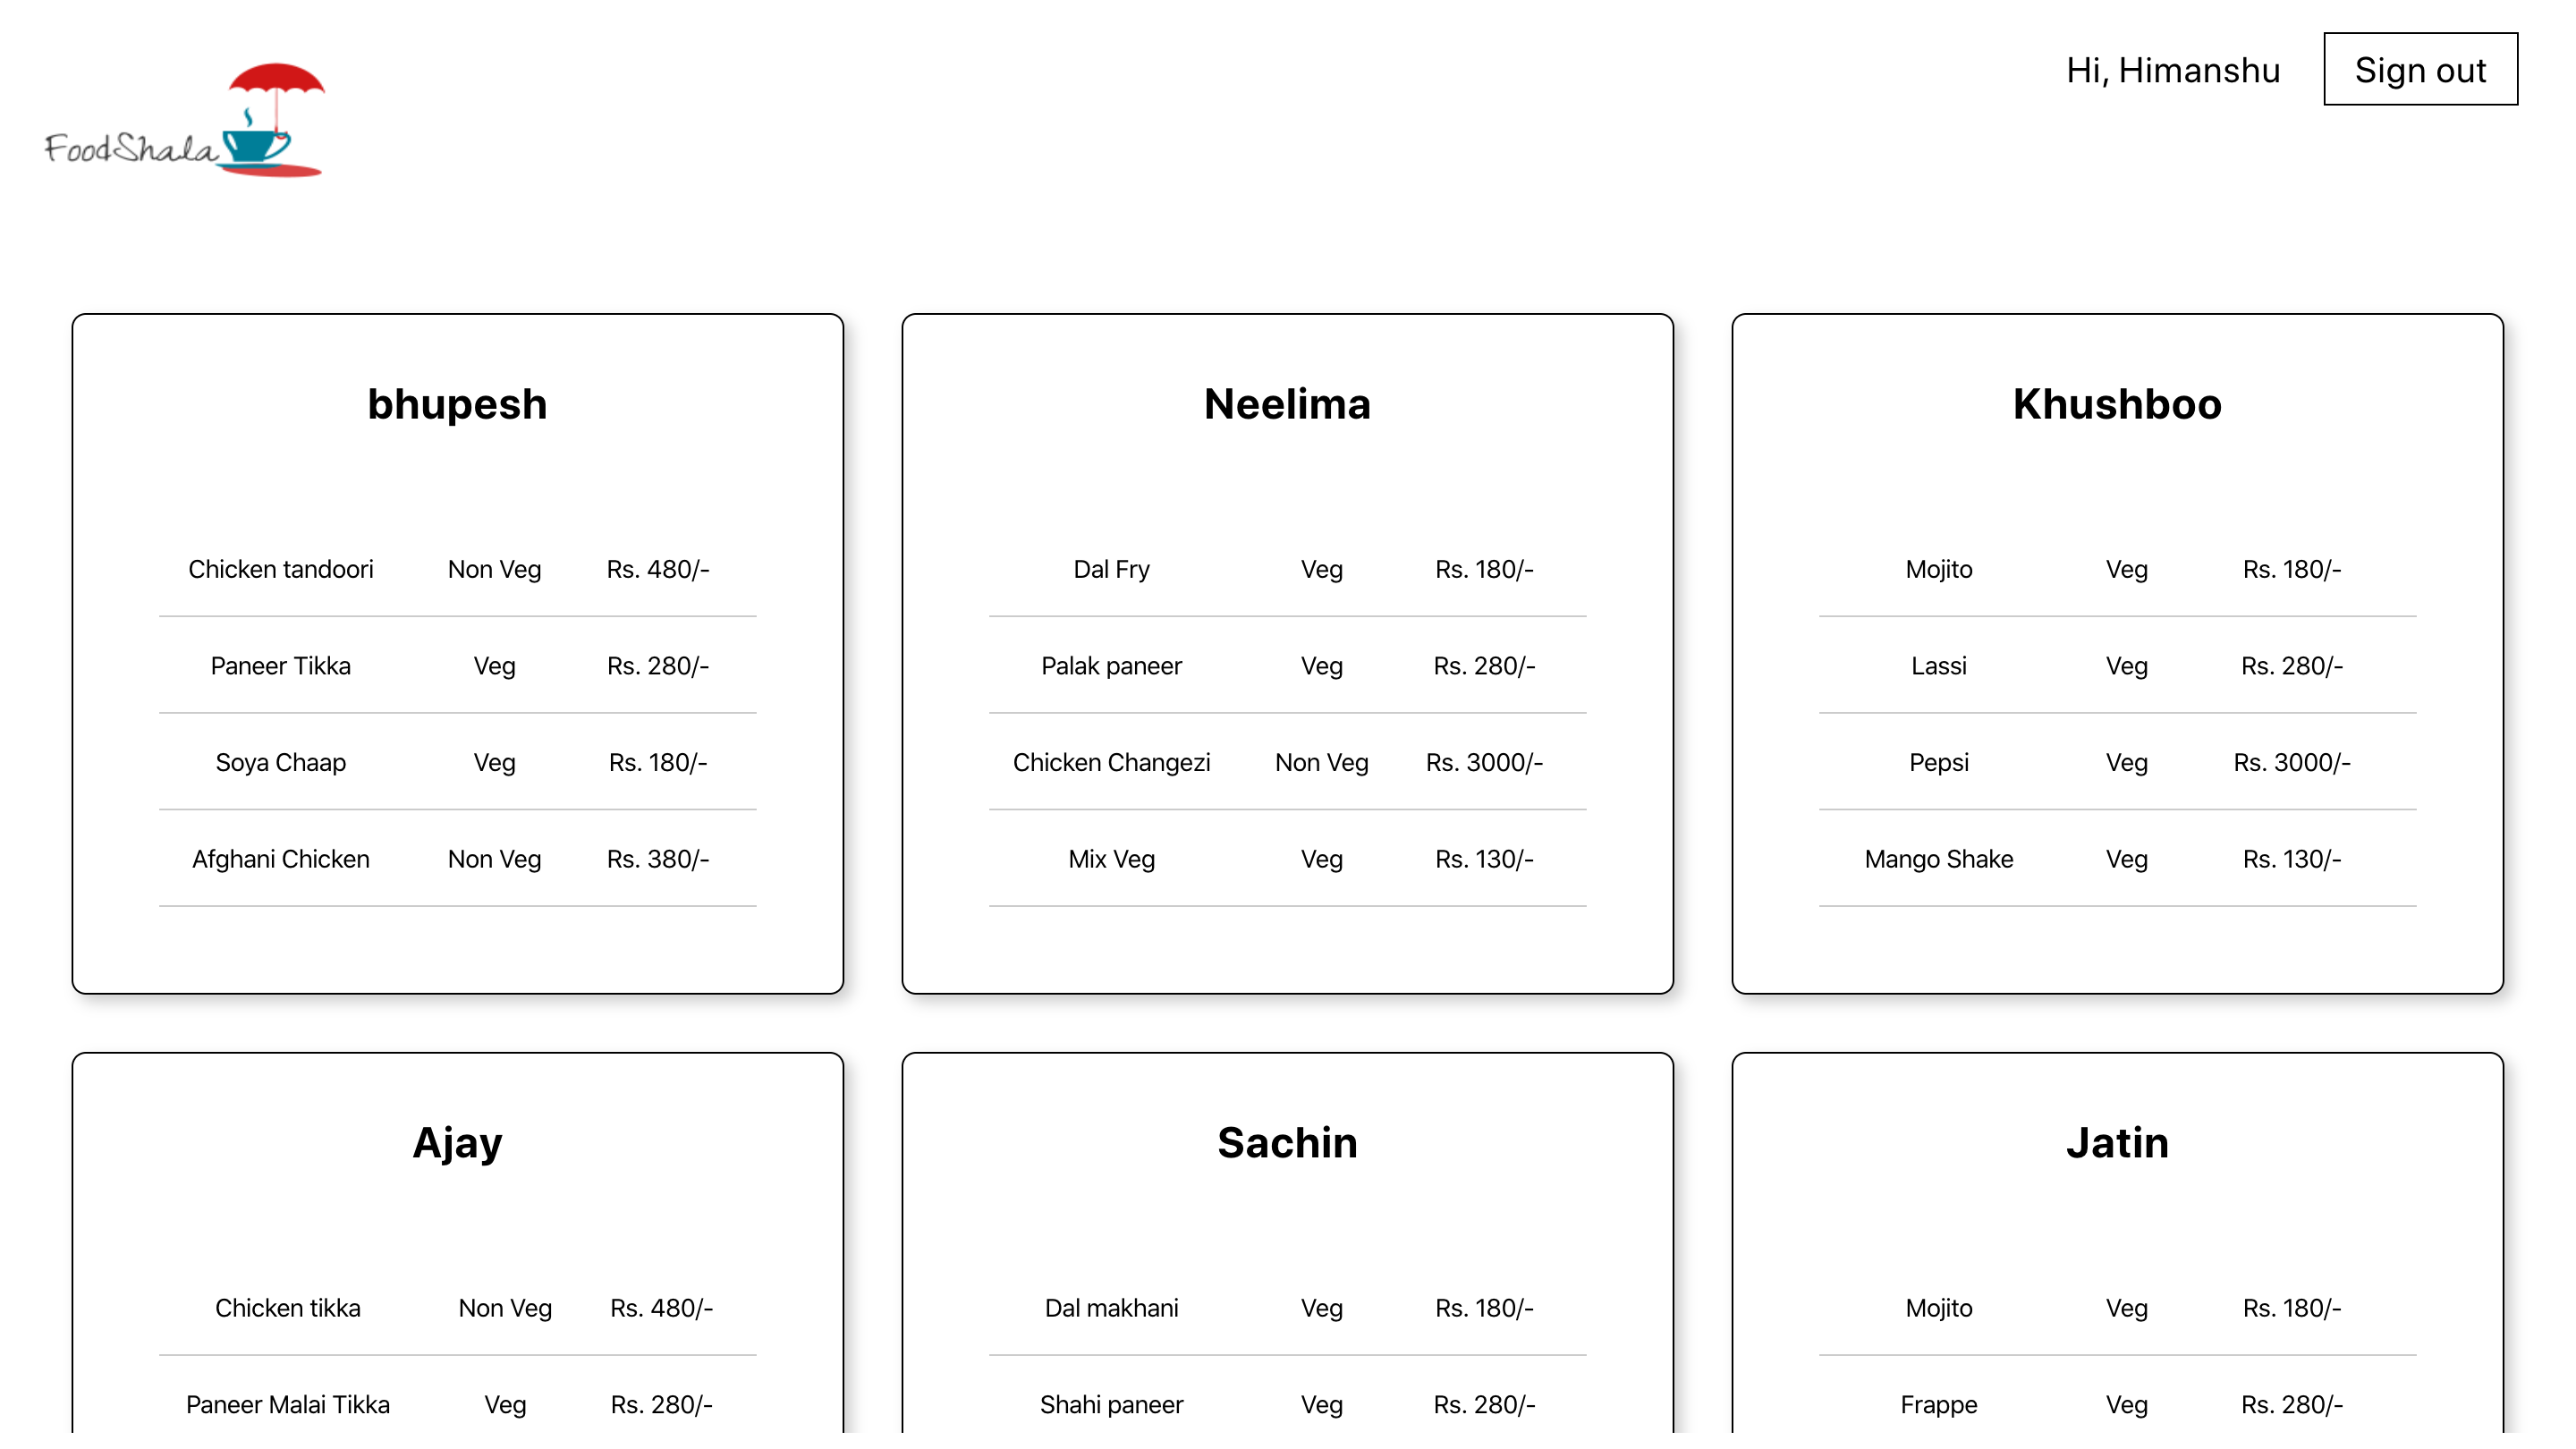 Hi, Himanshu Sign out
FoodShala
bhupesh
Chicken tandoori Non Veg Rs. 480/-
Paneer Tikka Veg Rs. 280/-
Soya Chaap Veg Rs. 180/-
Afghani Chicken Non Veg Rs. 380/-
Neelima
Dal Fry Veg Rs. 180/-
Palak paneer Veg Rs. 280/-
Chicken Changezi Non Veg Rs. 3000/-
Mix Veg Veg Rs. 130/-
Khushboo
Mojito Veg Rs. 180/-
Lassi Veg Rs. 280/-
Pepsi Veg Rs. 3000/-
Mango Shake Veg Rs. 130/-
Ajay
Chicken tikka Non Veg Rs. 480/-
Paneer Malai Tikka Veg Rs. 280/-
Sachin
Dal makhani Veg Rs. 180/-
Shahi paneer Veg Rs. 280/-
Jatin
Mojito Veg Rs. 180/-
Frappe Veg Rs. 280/-